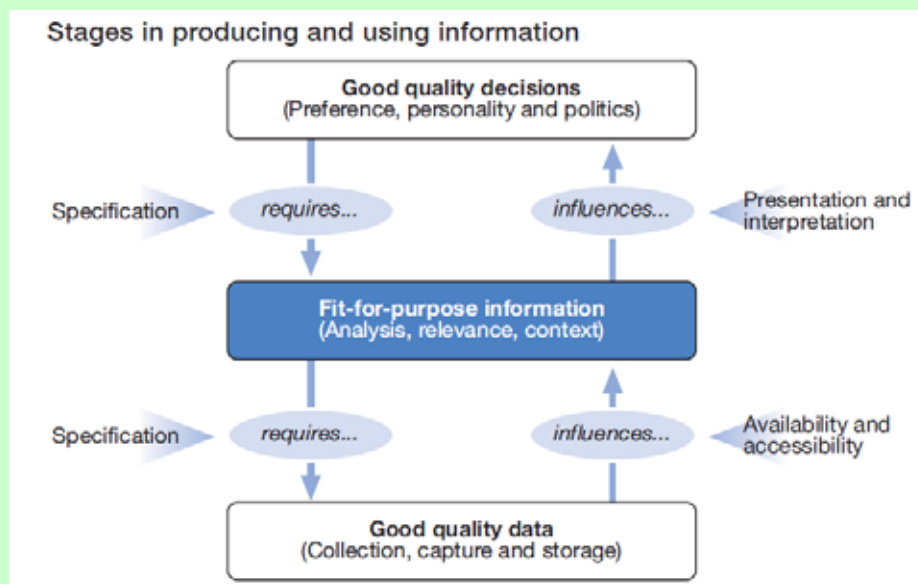 Stages in producing and using information
Good quality decisions
(Preference, personality and politics)
Specification
requires...
influences...
Presentation and
interpretation
Fit-for-purpose information
(Analysis, relevance, context)
Specification
requires...
influences...
Availability and
accessibility
Good quality data
(Collection, capture and storage)